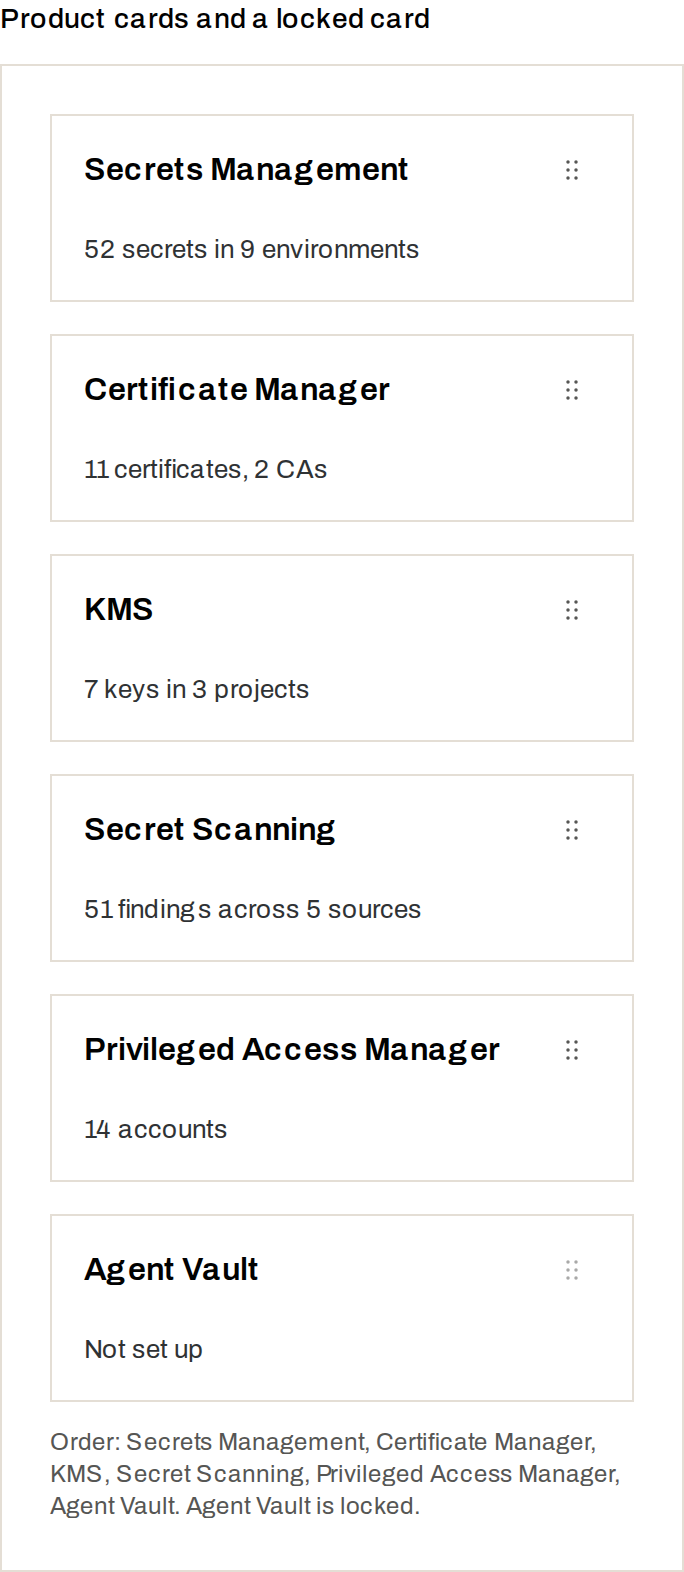 Product cards and a locked card
Secrets Management
52 secrets in 9 environments
Certificate Manager
11 certificates, 2 CAs
KMS
7 keys in 3 projects
Secret Scanning
51 findings across 5 sources
Privileged Access Manager
14 accounts
Agent Vault
Not set up
Order: Secrets Management, Certificate Manager,
KMS, Secret Scanning, Privileged Access Manager,
Agent Vault. Agent Vault is locked.